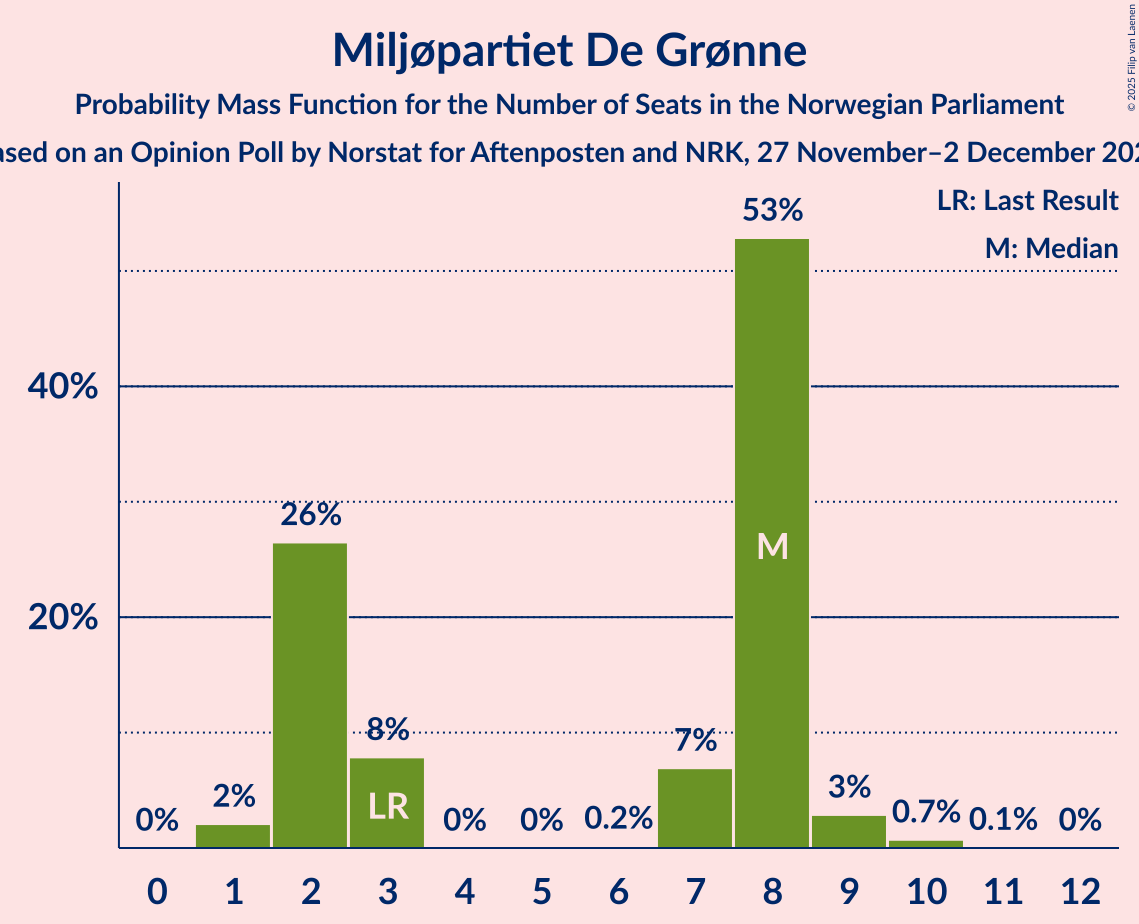 Miljøpartiet De Grønne
Probability Mass Function for the Number of Seats in the Norwegian Parliament
on an Opinion Poll by Norstat for Aftenposten and NRK, 27 November–2 December
© 2025 Filip van Laenen
LR: Last Result
M: Median
53%
40%
26%
M
20%
8%
7%
LR
0%
2%
0%
0%
0.2%
3%
0.7%
0.1%
0%
0 1 2 3 4 5 6 7 8 9 10 11 12